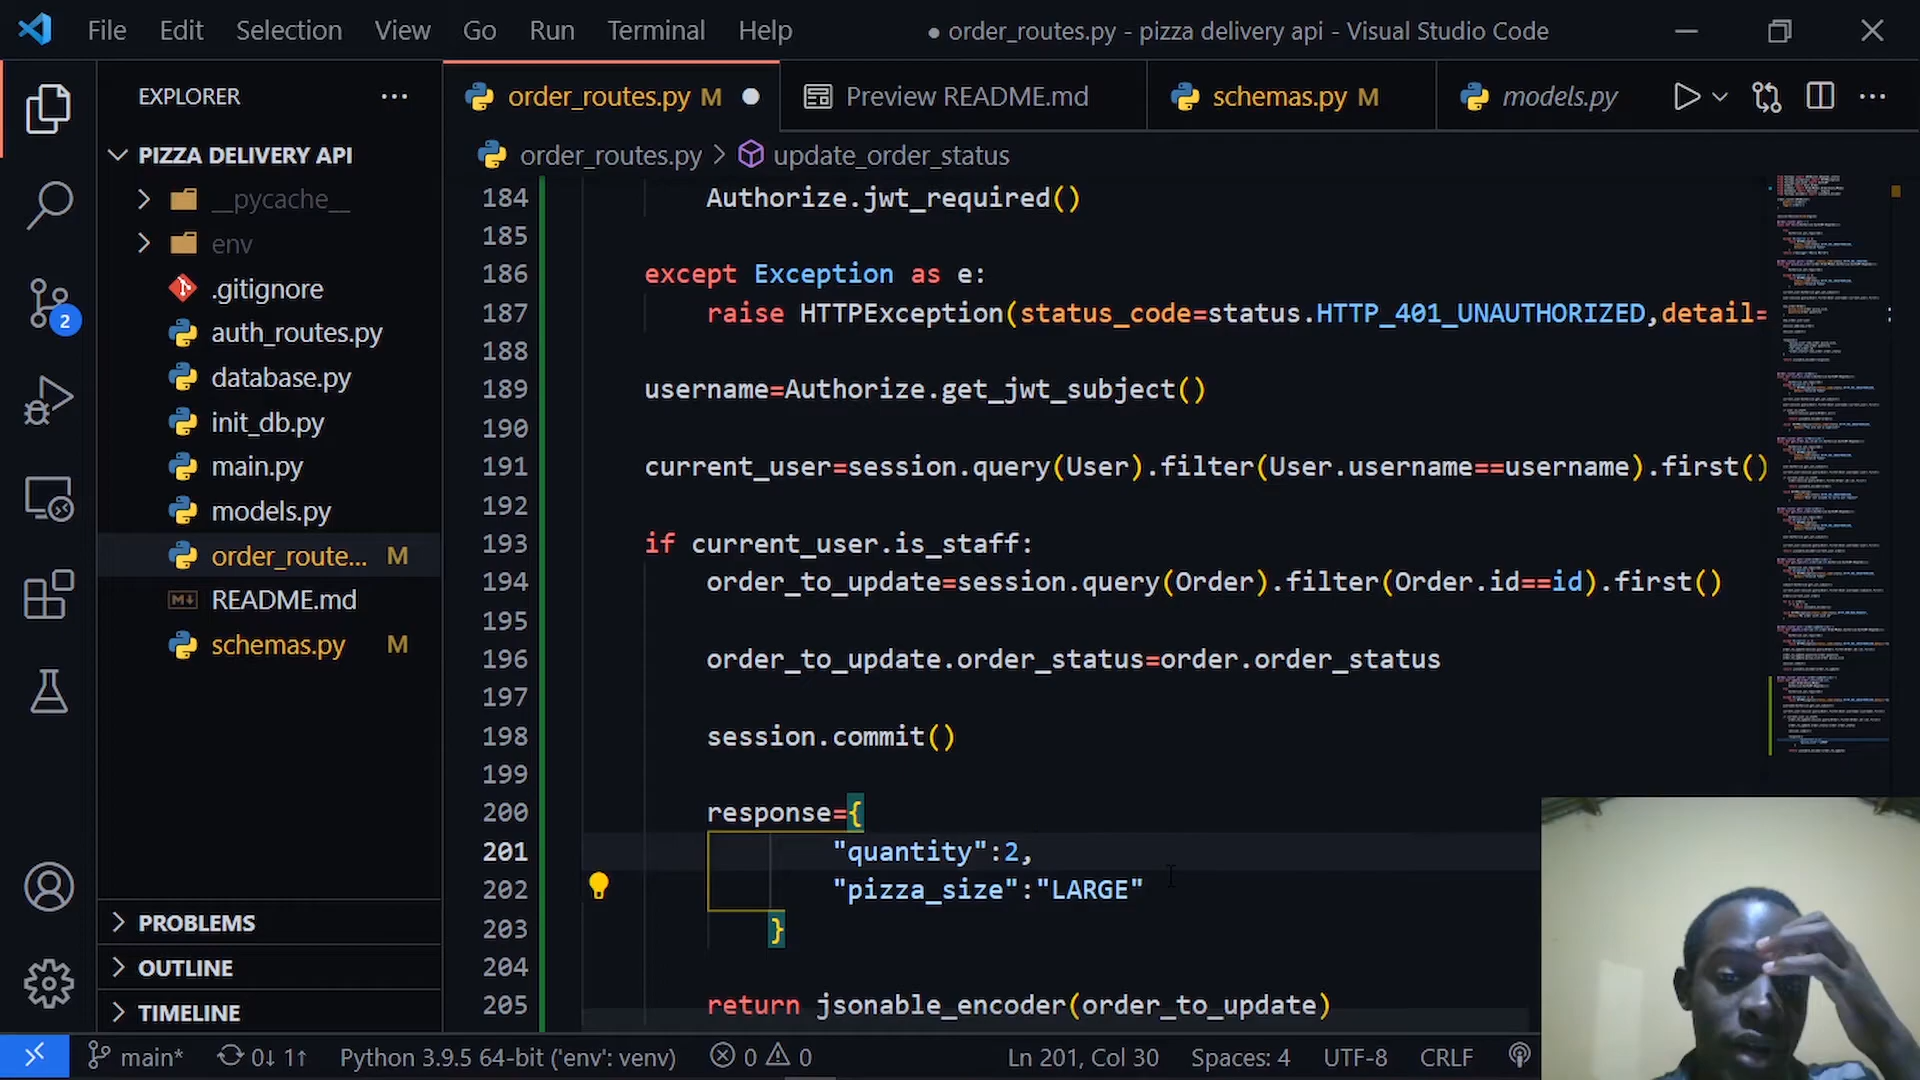 File Edit Selection View Go Run Terminal Help
● order_routes.py - pizza delivery api - Visual Studio Code
EXPLORER
order_routes.py M
Preview README.md
schemas.py M
models.py
PIZZA DELIVERY API
order_routes.py > update_order_status
__pycache__
env
.gitignore
auth_routes.py
database.py
init_db.py
main.py
models.py
order_route... M
README.md
schemas.py M
2
PROBLEMS
OUTLINE
TIMELINE
184 Authorize.jwt_required()
185
186 except Exception as e:
187 raise HTTPException(status_code=status.HTTP_401_UNAUTHORIZED,detail=
188
189 username=Authorize.get_jwt_subject()
190
191 current_user=session.query(User).filter(User.username==username).first()
192
193 if current_user.is_staff:
194 order_to_update=session.query(Order).filter(Order.id==id).first()
195
196 order_to_update.order_status=order.order_status
197
198 session.commit()
199
200 response={
201 "quantity":2,
202 "pizza_size":"LARGE"
203 }
204
205 return jsonable_encoder(order_to_update)
main* 0↓ 1↑ Python 3.9.5 64-bit ('env': venv) 0 0 Ln 201, Col 30 Spaces: 4 UTF-8 CRLF